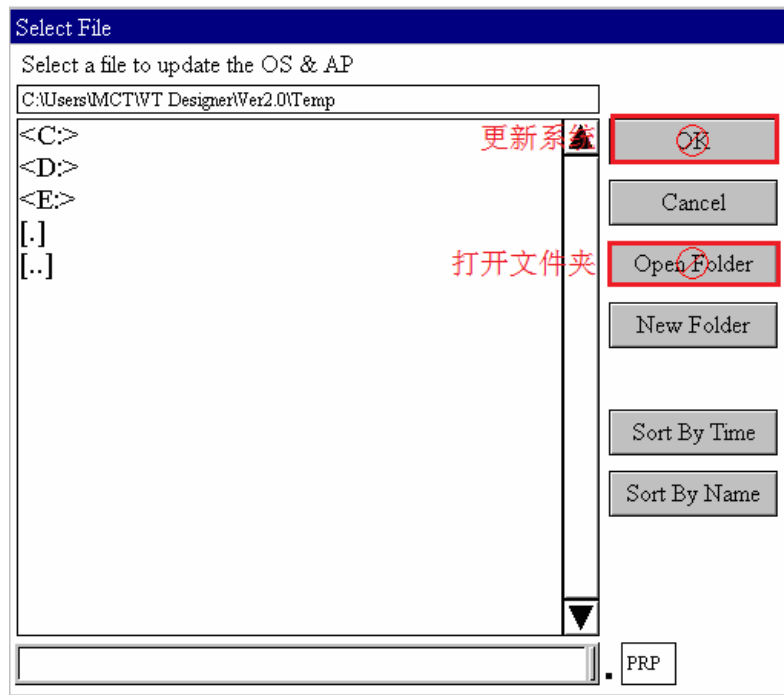 Select File
Select a file to update the OS & AP
C:\Users\MCT\VT Designer\Ver2.0\Temp
<C:>
更新系统
OK
<D:>
<E:>
Cancel
[.]
[..]
打开文件夹
Open Folder
New Folder
Sort By Time
Sort By Name
. PRP